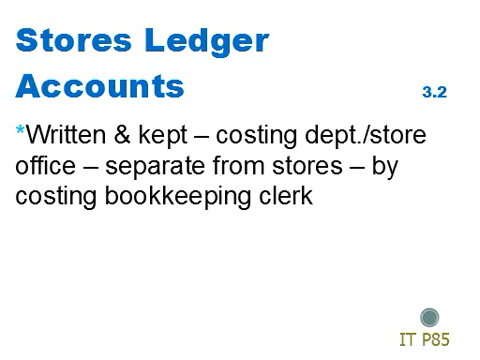 Stores Ledger
Accounts 3.2
*Written & kept – costing dept./store
office – separate from stores – by
costing bookkeeping clerk
IT P85